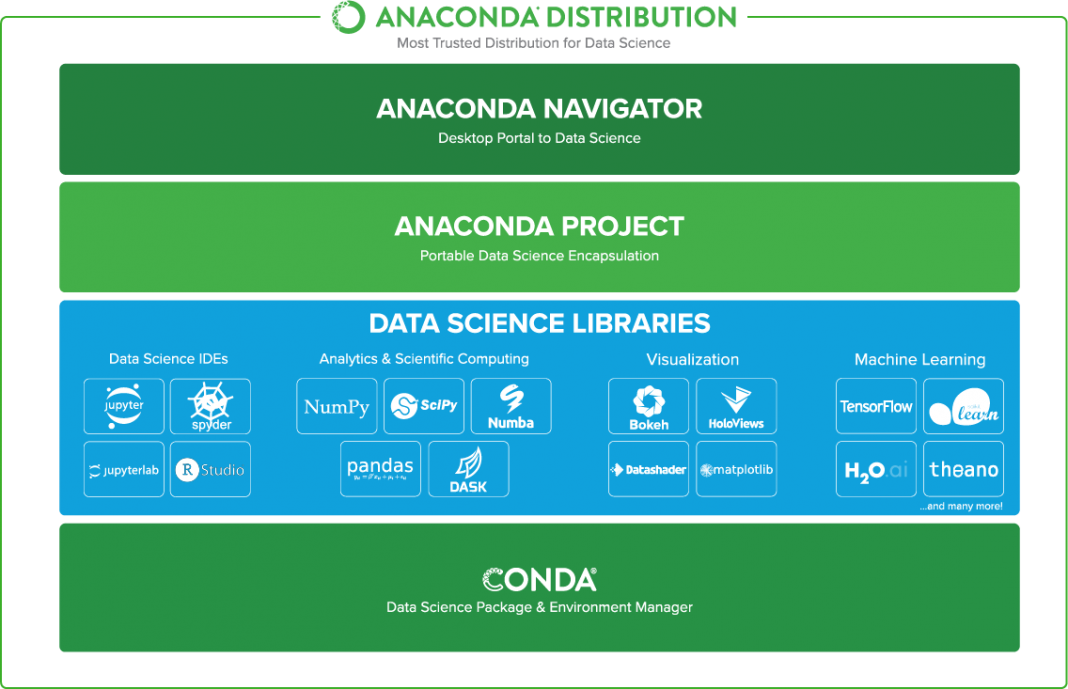 ANACONDA DISTRIBUTION
Most Trusted Distribution for Data Science
ANACONDA NAVIGATOR
Desktop Portal to Data Science
ANACONDA PROJECT
Portable Data Science Encapsulation
DATA SCIENCE LIBRARIES
Data Science IDEs
jupyter
spyder
jupyterlab
R Studio
Analytics & Scientific Computing
NumPy
SciPy
Numba
pandas
DASK
Visualization
Bokeh
HoloViews
Datashader
matplotlib
Machine Learning
TensorFlow
learn
H2O.ai
theano
...and many more!
CONDA®
Data Science Package & Environment Manager